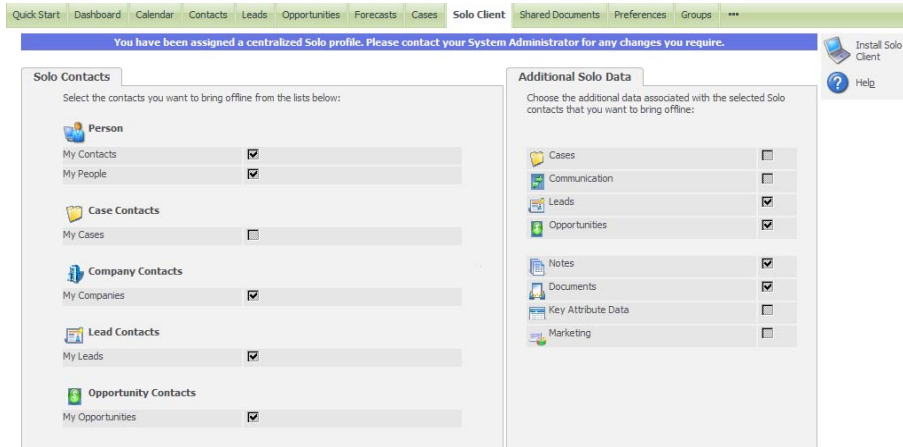 Quick Start Dashboard Calendar Contacts Leads Opportunities Forecasts Cases Solo Client Shared Documents Preferences Groups •••
You have been assigned a centralized Solo profile. Please contact your System Administrator for any changes you require.
Install Solo
Client
Help
Solo Contacts
Select the contacts you want to bring offline from the lists below:
Person
My Contacts
My People
Case Contacts
My Cases
Company Contacts
My Companies
Lead Contacts
My Leads
Opportunity Contacts
My Opportunities
Additional Solo Data
Choose the additional data associated with the selected Solo
contacts that you want to bring offline:
Cases
Communication
Leads
Opportunities
Notes
Documents
Key Attribute Data
Marketing